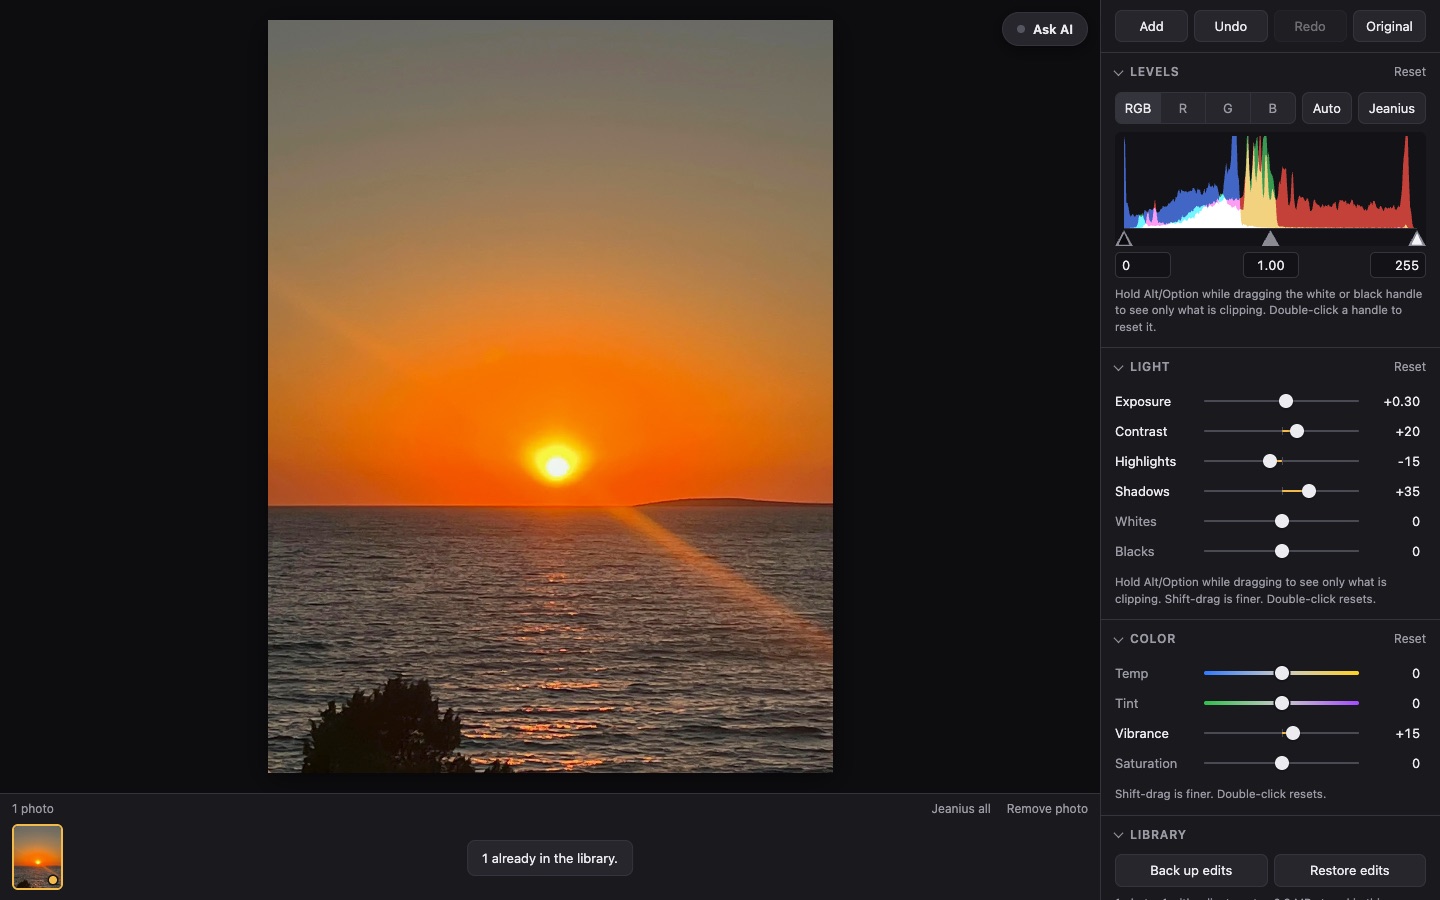 Ask AI
Add
Undo
Redo
Original
LEVELS
Reset
RGB
R
G
B
Auto
Jeanius
0
1.00
255
Hold Alt/Option while dragging the white or black handle
to see only what is clipping. Double-click a handle to
reset it.
LIGHT
Reset
Exposure +0.30
Contrast +20
Highlights -15
Shadows +35
Whites 0
Blacks 0
Hold Alt/Option while dragging to see only what is
clipping. Shift-drag is finer. Double-click resets.
COLOR
Reset
Temp 0
Tint 0
Vibrance +15
Saturation 0
Shift-drag is finer. Double-click resets.
LIBRARY
Back up edits
Restore edits
1 photo
Jeanius all
Remove photo
1 already in the library.